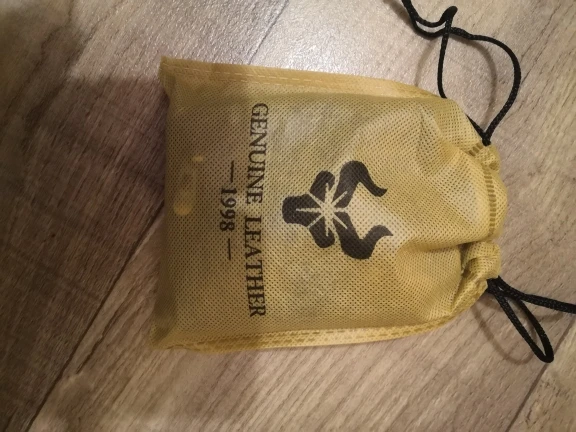 GENUINE LEATHER
— 1998 —